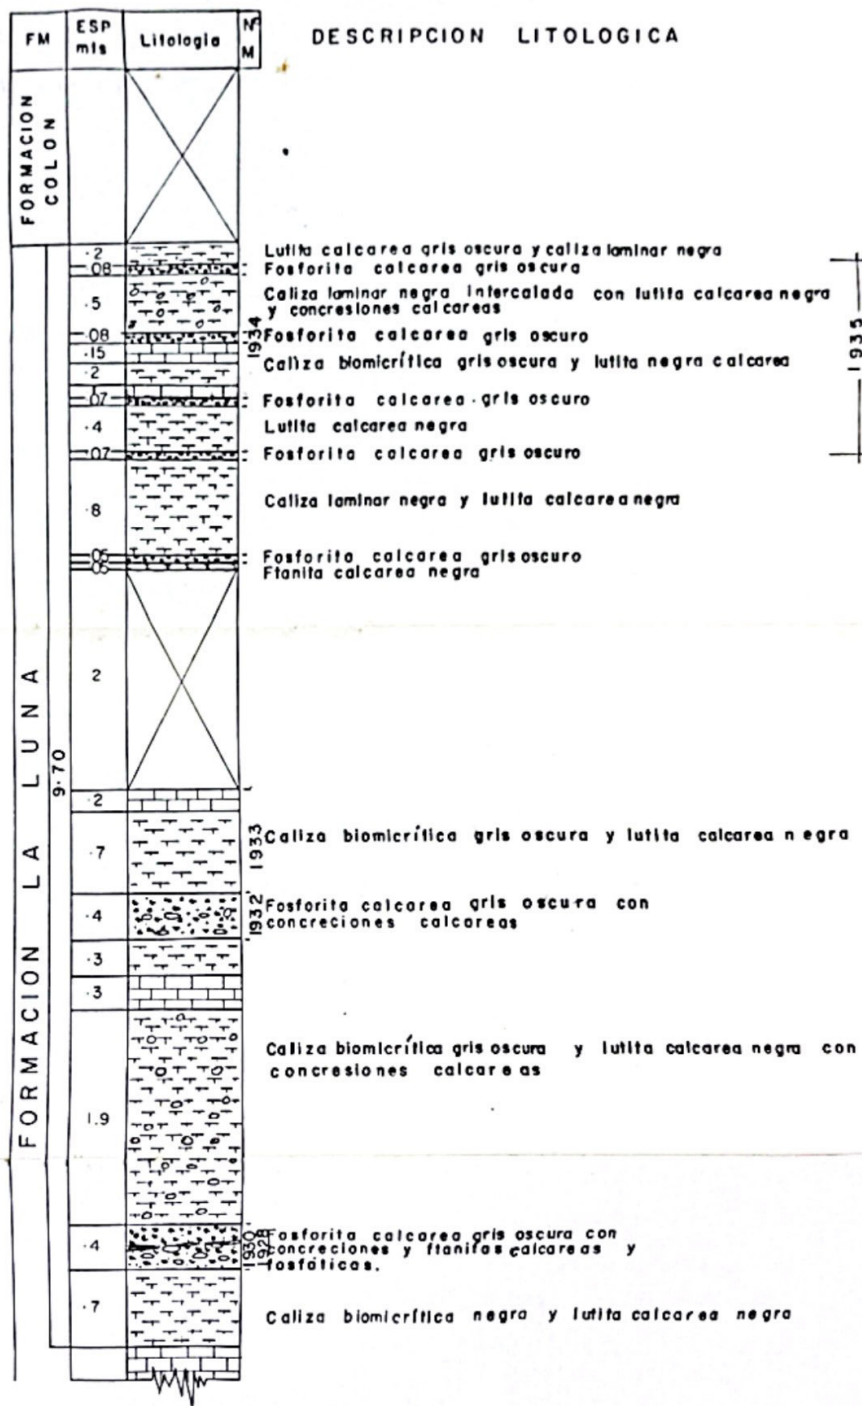 FM
ESP
mts
Litologia
Nº
M
DESCRIPCION LITOLOGICA
FORMACION
COLON
FORMACION LA LUNA
9.70
.2
Lutita calcarea gris oscura y caliza laminar negra
.08
Fosforita calcarea gris oscura
.5
Caliza laminar negra intercalada con lutita calcarea negra
y concresiones calcareas
1934
1935
.08
Fosforita calcarea gris oscuro
.15
Caliza biomicrítica gris oscura y lutita negra calcarea
.2
.07
Fosforita calcarea gris oscuro
.4
Lutita calcarea negra
.07
Fosforita calcarea gris oscuro
.8
Caliza laminar negra y lutita calcarea negra
Fosforita calcarea gris oscuro
Ftanita calcarea negra
2
.2
.7
1933
Caliza biomicrítica gris oscura y lutita calcarea negra
.4
1932
Fosforita calcarea gris oscura con
concreciones calcareas
.3
.3
Caliza biomicrítica gris oscura y lutita calcarea negra con
concresiones calcareas
1.9
.4
1930
1928
Fosforita calcarea gris oscura con
concreciones y ftanitas calcareas y
fosfáticas.
.7
Caliza biomicrítica negra y lutita calcarea negra